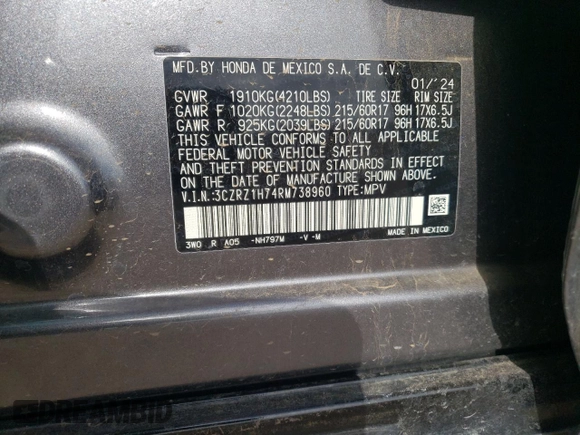 MFD.BY HONDA DE MEXICO S.A. DE C.V.
01/'24
GVWR 1910KG(4210LBS) TIRE SIZE RIM SIZE
GAWR F 1020KG(2248LBS) 215/60R17 96H 17X6.5J
GAWR R 925KG(2039LBS) 215/60R17 96H 17X6.5J
THIS VEHICLE CONFORMS TO ALL APPLICABLE
FEDERAL MOTOR VEHICLE SAFETY, BUMPER,
AND THEFT PREVENTION STANDARDS IN EFFECT
ON THE DATE OF MANUFACTURE SHOWN ABOVE.
V.I.N.:3CZRZ1H74RM738960 TYPE:MPV
3W0 R A05 -NH797M -V -M MADE IN MEXICO
DREAMBID